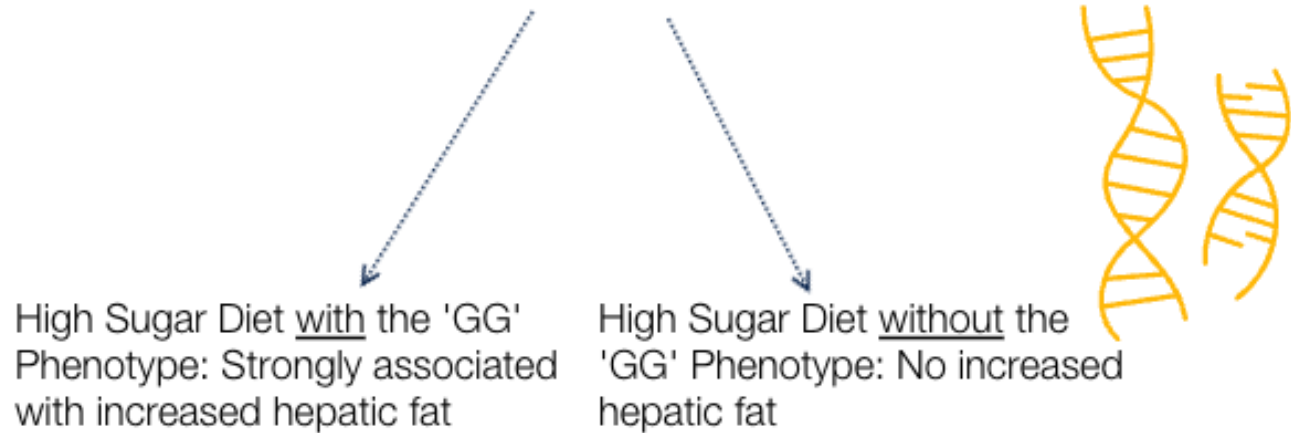 High Sugar Diet with the 'GG'
Phenotype: Strongly associated
with increased hepatic fat
High Sugar Diet without the
'GG' Phenotype: No increased
hepatic fat